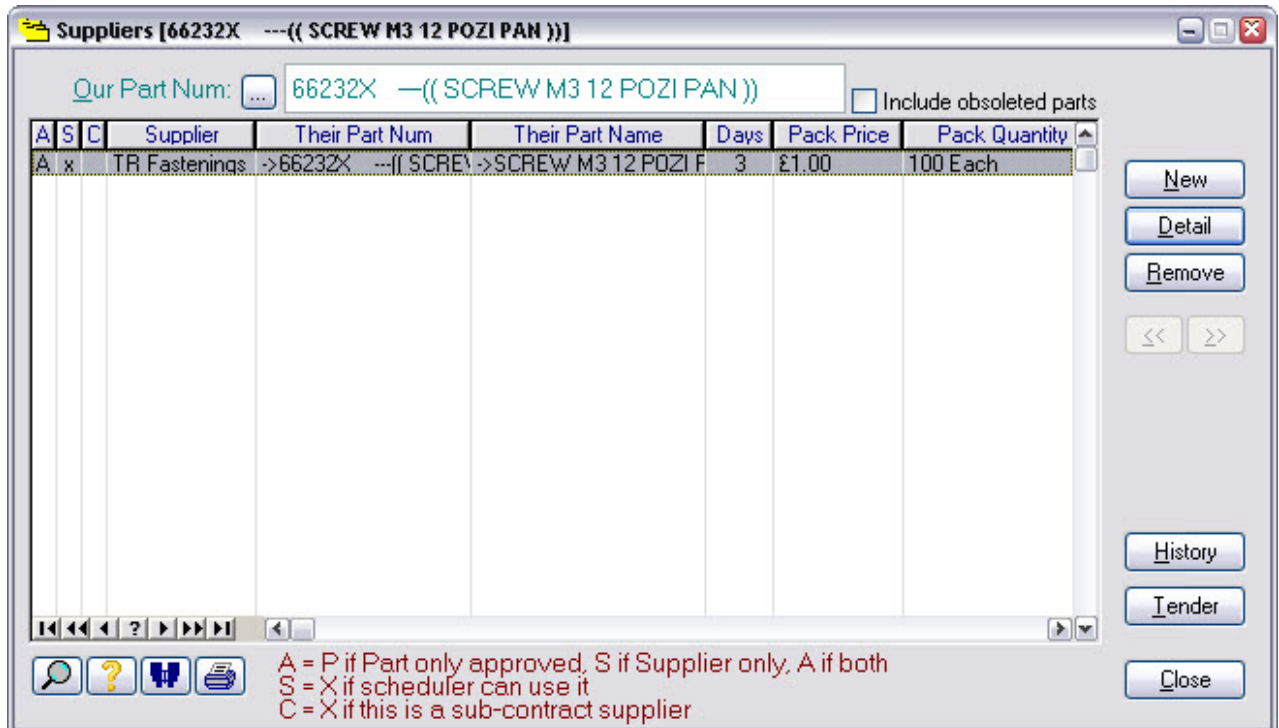 Suppliers [66232X ---(( SCREW M3 12 POZI PAN ))]
Our Part Num: ... 66232X —(( SCREW M3 12 POZI PAN ))
Include obsoleted parts
A S C Supplier Their Part Num Their Part Name Days Pack Price Pack Quantity
A x TR Fastenings ->66232X ---(( SCREW ->SCREW M3 12 POZI F 3 £1.00 100 Each
New
Detail
Remove
<< >>
History
Tender
?
A = P if Part only approved, S if Supplier only, A if both
S = X if scheduler can use it
C = X if this is a sub-contract supplier
Close